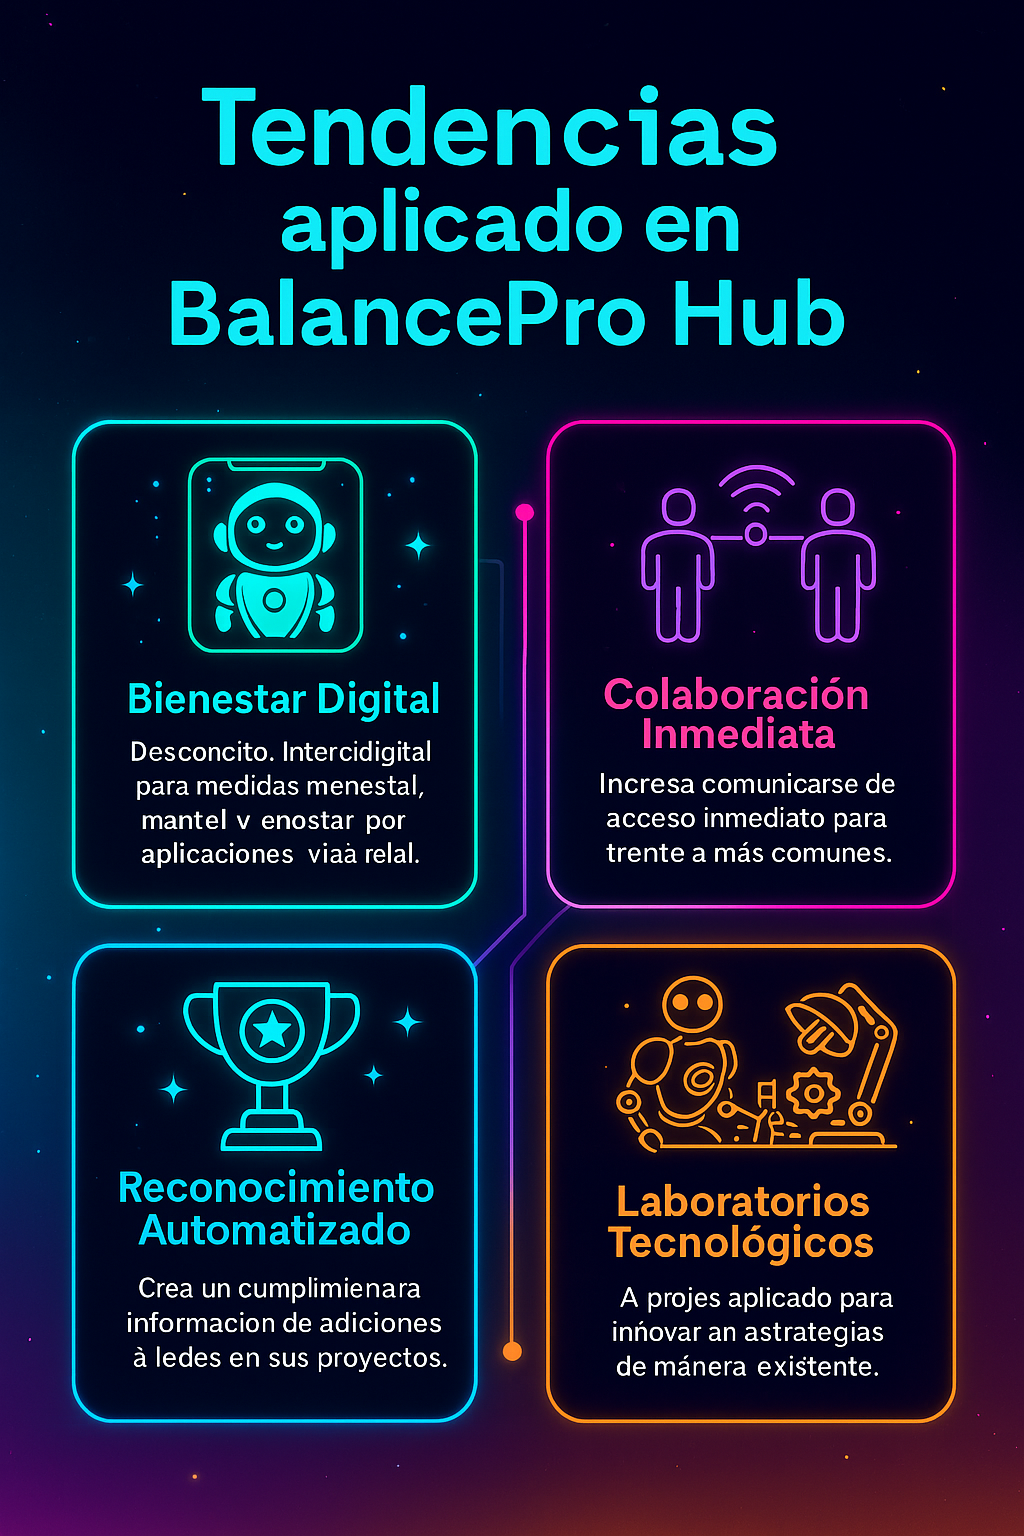 Tendencias
aplicado en
BalancePro Hub
Bienestar Digital
Desconcito. Intercidigital
para medidas menestal,
mantel v enostar por
aplicaciones viaà relal.
Colaboración
Inmediata
Incresa comunicarse de
acceso inmediato para
trente a más comunes.
Reconocimiento
Automatizado
Crea un cumplimienara
informacion de adiciones
à ledes en sus proyectos.
Laboratorios
Tecnológicos
A projes aplicado para
inńovar an astrategias
de mánera existente.